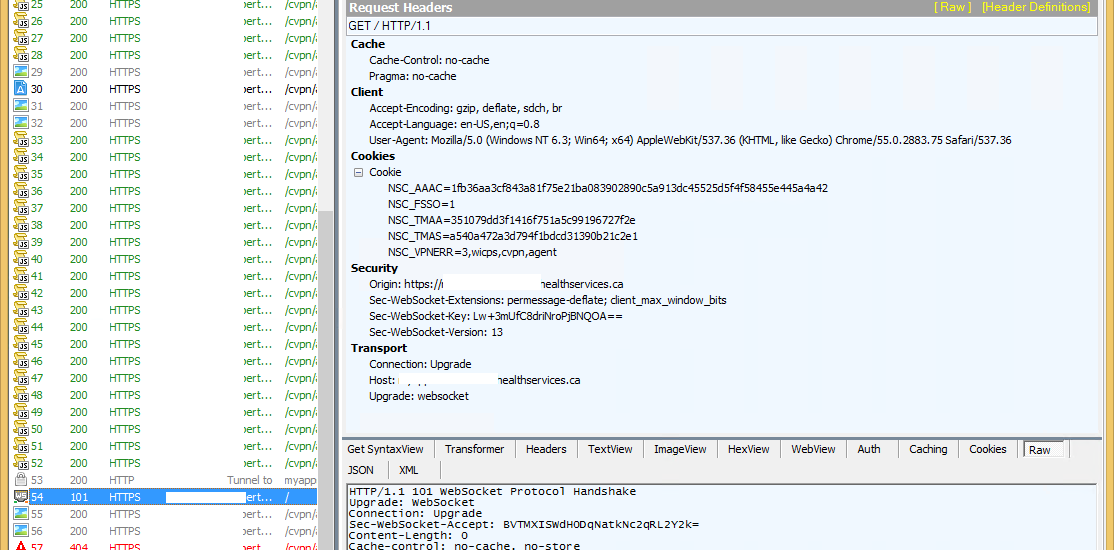 25 200 HTTPS ert... /cvpn/
26 200 HTTPS ert... /cvpn/
27 200 HTTPS ert... /cvpn/
28 200 HTTPS ert... /cvpn/
29 200 HTTPS ert... /cvpn/
30 200 HTTPS ert... /cvpn/
31 200 HTTPS ert... /cvpn/
32 200 HTTPS ert... /cvpn/
33 200 HTTPS ert... /cvpn/
34 200 HTTPS ert... /cvpn/
35 200 HTTPS ert... /cvpn/
36 200 HTTPS ert... /cvpn/
37 200 HTTPS ert... /cvpn/
38 200 HTTPS ert... /cvpn/
39 200 HTTPS ert... /cvpn/
40 200 HTTPS ert... /cvpn/
41 200 HTTPS ert... /cvpn/
42 200 HTTPS ert... /cvpn/
43 200 HTTPS ert... /cvpn/
44 200 HTTPS ert... /cvpn/
45 200 HTTPS ert... /cvpn/
46 200 HTTPS ert... /cvpn/
47 200 HTTPS ert... /cvpn/
48 200 HTTPS ert... /cvpn/
49 200 HTTPS ert... /cvpn/
50 200 HTTPS ert... /cvpn/
51 200 HTTPS ert... /cvpn/
52 200 HTTPS ert... /cvpn/
53 200 HTTP Tunnel to myapp
54 101 HTTPS ert... /
55 200 HTTPS ert... /cvpn/
56 200 HTTPS ert... /cvpn/
57 404 HTTPS ert... /cvpn/
Request Headers [ Raw ] [Header Definitions]
GET / HTTP/1.1
Cache
Cache-Control: no-cache
Pragma: no-cache
Client
Accept-Encoding: gzip, deflate, sdch, br
Accept-Language: en-US,en;q=0.8
User-Agent: Mozilla/5.0 (Windows NT 6.3; Win64; x64) AppleWebKit/537.36 (KHTML, like Gecko) Chrome/55.0.2883.75 Safari/537.36
Cookies
Cookie
NSC_AAAC=1fb36aa3cf843a81f75e21ba083902890c5a913dc45525d5f4f58455e445a4a42
NSC_FSSO=1
NSC_TMAA=351079dd3f1416f751a5c99196727f2e
NSC_TMAS=a540a472a3d794f1bdcd31390b21c2e1
NSC_VPNERR=3,wicps,cvpn,agent
Security
Origin: https:// healthservices.ca
Sec-WebSocket-Extensions: permessage-deflate; client_max_window_bits
Sec-WebSocket-Key: Lw+3mUfC8driNroPjBNQOA==
Sec-WebSocket-Version: 13
Transport
Connection: Upgrade
Host: healthservices.ca
Upgrade: websocket
Get SyntaxView Transformer Headers TextView ImageView HexView WebView Auth Caching Cookies Raw
JSON XML
HTTP/1.1 101 WebSocket Protocol Handshake
Upgrade: WebSocket
Connection: Upgrade
Sec-WebSocket-Accept: BVTMXISWdH0DqNatkNc2qRL2Y2k=
Content-Length: 0
Cache-control: no-cache, no-store